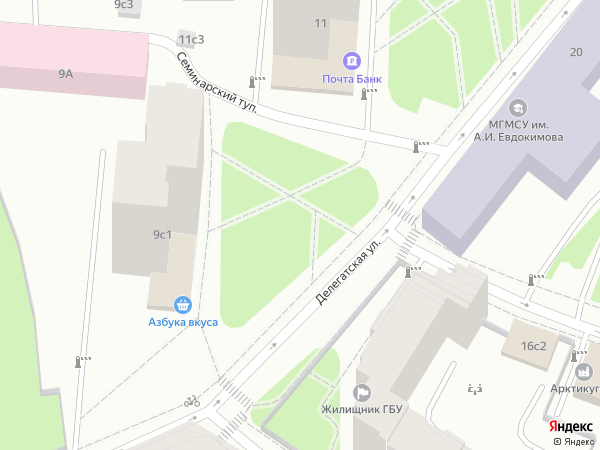 9с3
11с3
11
20
9А
Почта Банк
Семинарский туп.
МГМСУ им.
А.И. Евдокимова
9с1
Делегатская ул.
Азбука вкуса
16с2
Арктикуг
Жилищник ГБУ
Яндекс
© Яндекс